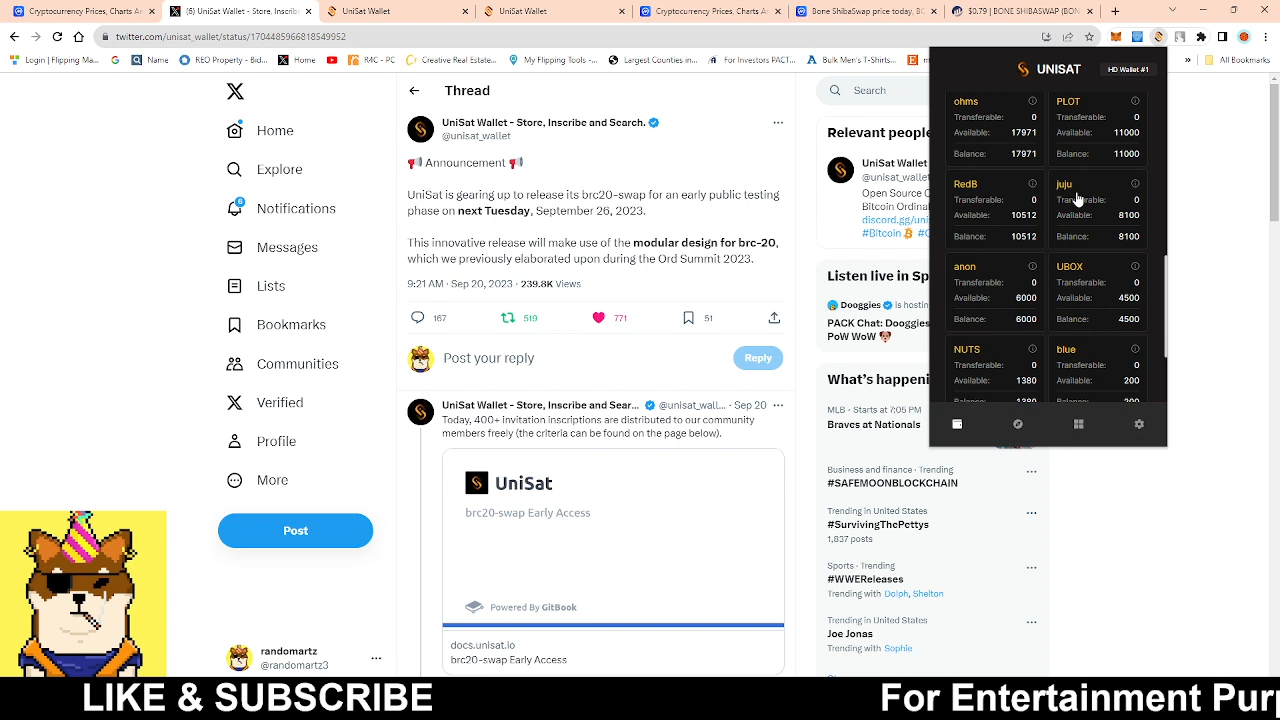 Cryptocurrency Prices, Charts A
(6) UniSat Wallet - Store, Inscrib
UniSat Wallet
UniSat Wallet
Cryptocurrency Prices, Charts A
Bone ShibaSwap price today, BO
$0.79 | BONE SHIBASWAP (BON
twitter.com/unisat_wallet/status/1704485966818549952
Login | Flipping Ma...
Name
REO Property - Bid...
Home
R4C - PC
Creative Real Estate...
My Flipping Tools -...
Largest Counties in...
For Investors PACT...
Bella Men's T-Shirts...
»
All Bookmarks
Home
Explore
6
Notifications
Messages
Lists
Bookmarks
Communities
Verified
Profile
More
Post
randomartz
@randomartz3
Thread
UniSat Wallet - Store, Inscribe and Search.
@unisat_wallet
Announcement
UniSat is gearing up to release its brc20-swap for an early public testing
phase on next Tuesday, September 26, 2023.
This innovative release will make use of the modular design for brc-20,
which we previously elaborated upon during the Ord Summit 2023.
9:21 AM · Sep 20, 2023 · 239.8K Views
167
519
771
51
Post your reply
Reply
UniSat Wallet - Store, Inscribe and Sear... @unisat_wall... · Sep 20
Today, 400+ invitation inscriptions are distributed to our community
members freely (the criteria can be found on the page below).
UniSat
brc20-swap Early Access
Powered By GitBook
docs.unisat.io
brc20-swap Early Access
Search
Relevant people
UniSat Wallet
@unisat_wallet
Open Source C
Bitcoin Ordinal
discord.gg/uni
#Bitcoin
Listen live in Sp
Dooggies is hosting
PACK Chat: Dooggies
PoW WoW
What's happeni
MLB · Starts at 7:05 PM
Braves at Nationals
Business and finance · Trending
#SAFEMOONBLOCKCHAIN
Trending in United States
#SurvivingThePettys
1,837 posts
Sports · Trending
#WWEReleases
Trending with Dolph, Shelton
Trending in United States
Joe Jonas
Trending with Sophie
UNISAT
HD Wallet #1
ohms
Transferable: 0
Available: 17971
Balance: 17971
PLOT
Transferable: 0
Available: 11000
Balance: 11000
RedB
Transferable: 0
Available: 10512
Balance: 10512
juju
Transferable: 0
Available: 8100
Balance: 8100
anon
Transferable: 0
Available: 6000
Balance: 6000
UBOX
Transferable: 0
Available: 4500
Balance: 4500
NUTS
Transferable: 0
Available: 1380
Balance: 1380
blue
Transferable: 0
Available: 200
Balance: 200
LIKE & SUBSCRIBE
For Entertainment Pur